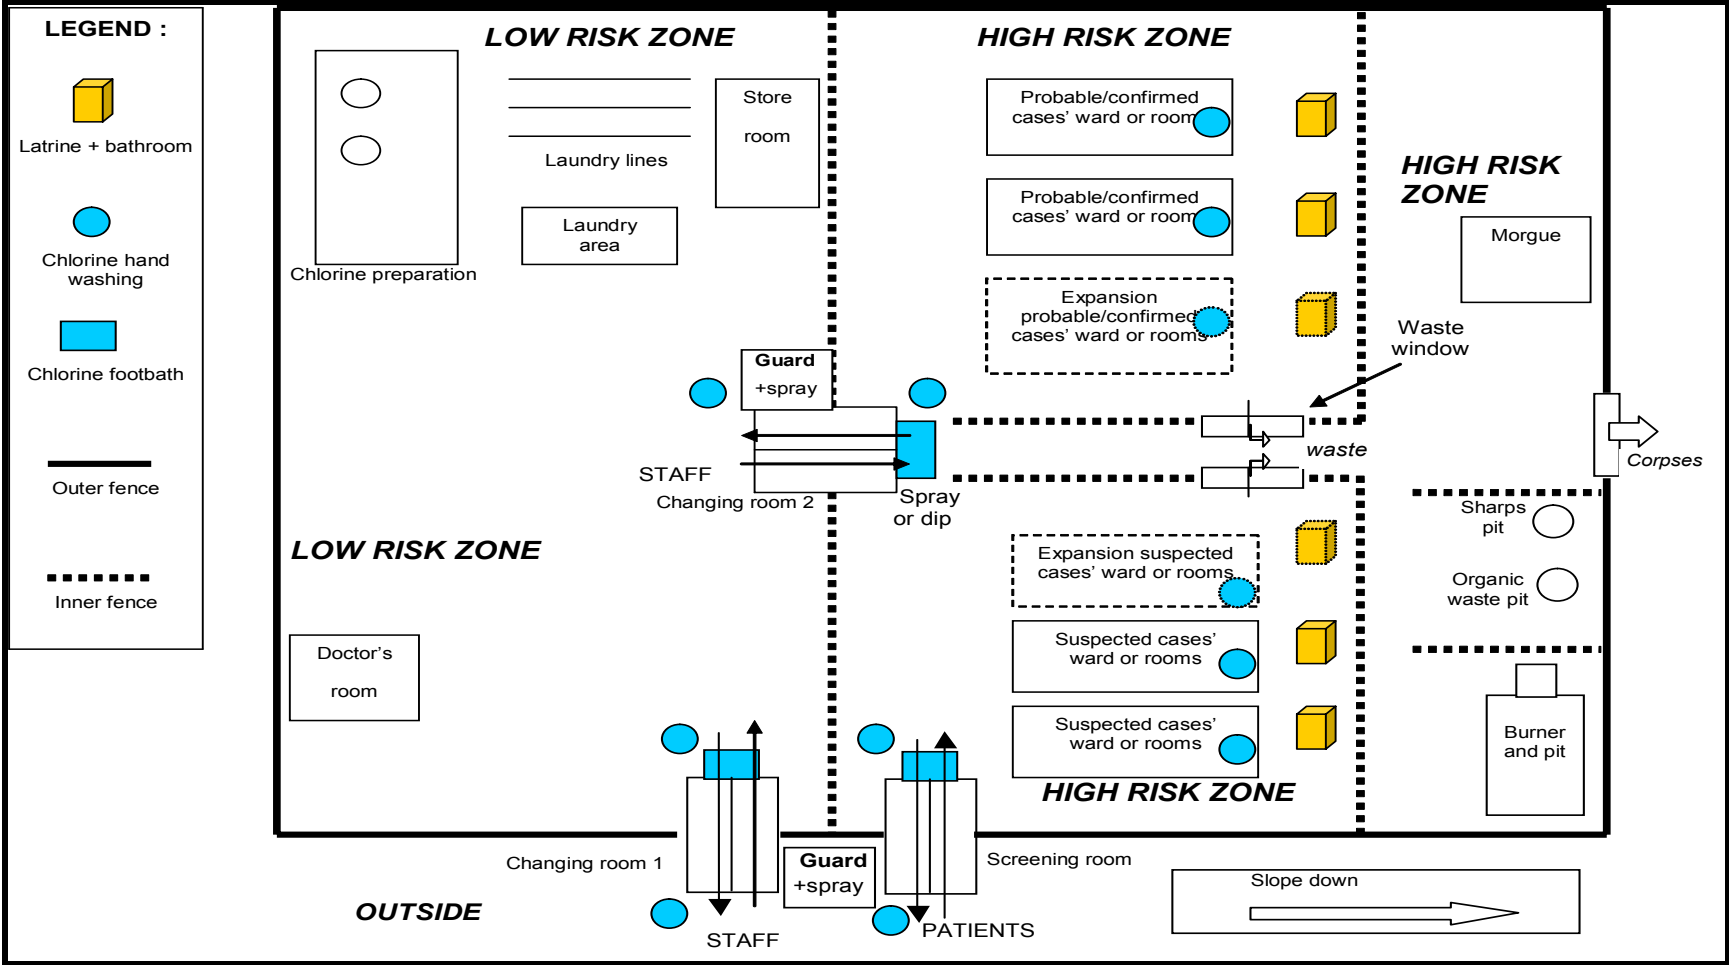 LEGEND :
Latrine + bathroom
Chlorine hand
washing
Chlorine footbath
Outer fence
Inner fence
LOW RISK ZONE
HIGH RISK ZONE
Store
room
Laundry lines
Laundry
area
Chlorine preparation
Probable/confirmed
cases' ward or room
Probable/confirmed
cases' ward or room
Expansion
probable/confirmed
cases' ward or rooms
HIGH RISK
ZONE
Morgue
Waste
window
Guard
+spray
STAFF
Changing room 2
Spray
or dip
waste
Corpses
Sharps
pit
Organic
waste pit
LOW RISK ZONE
Expansion suspected
cases' ward or rooms
Suspected cases'
ward or rooms
Suspected cases'
ward or rooms
HIGH RISK ZONE
Doctor's
room
Burner
and pit
Changing room 1
Guard
+spray
Screening room
OUTSIDE
STAFF
PATIENTS
Slope down